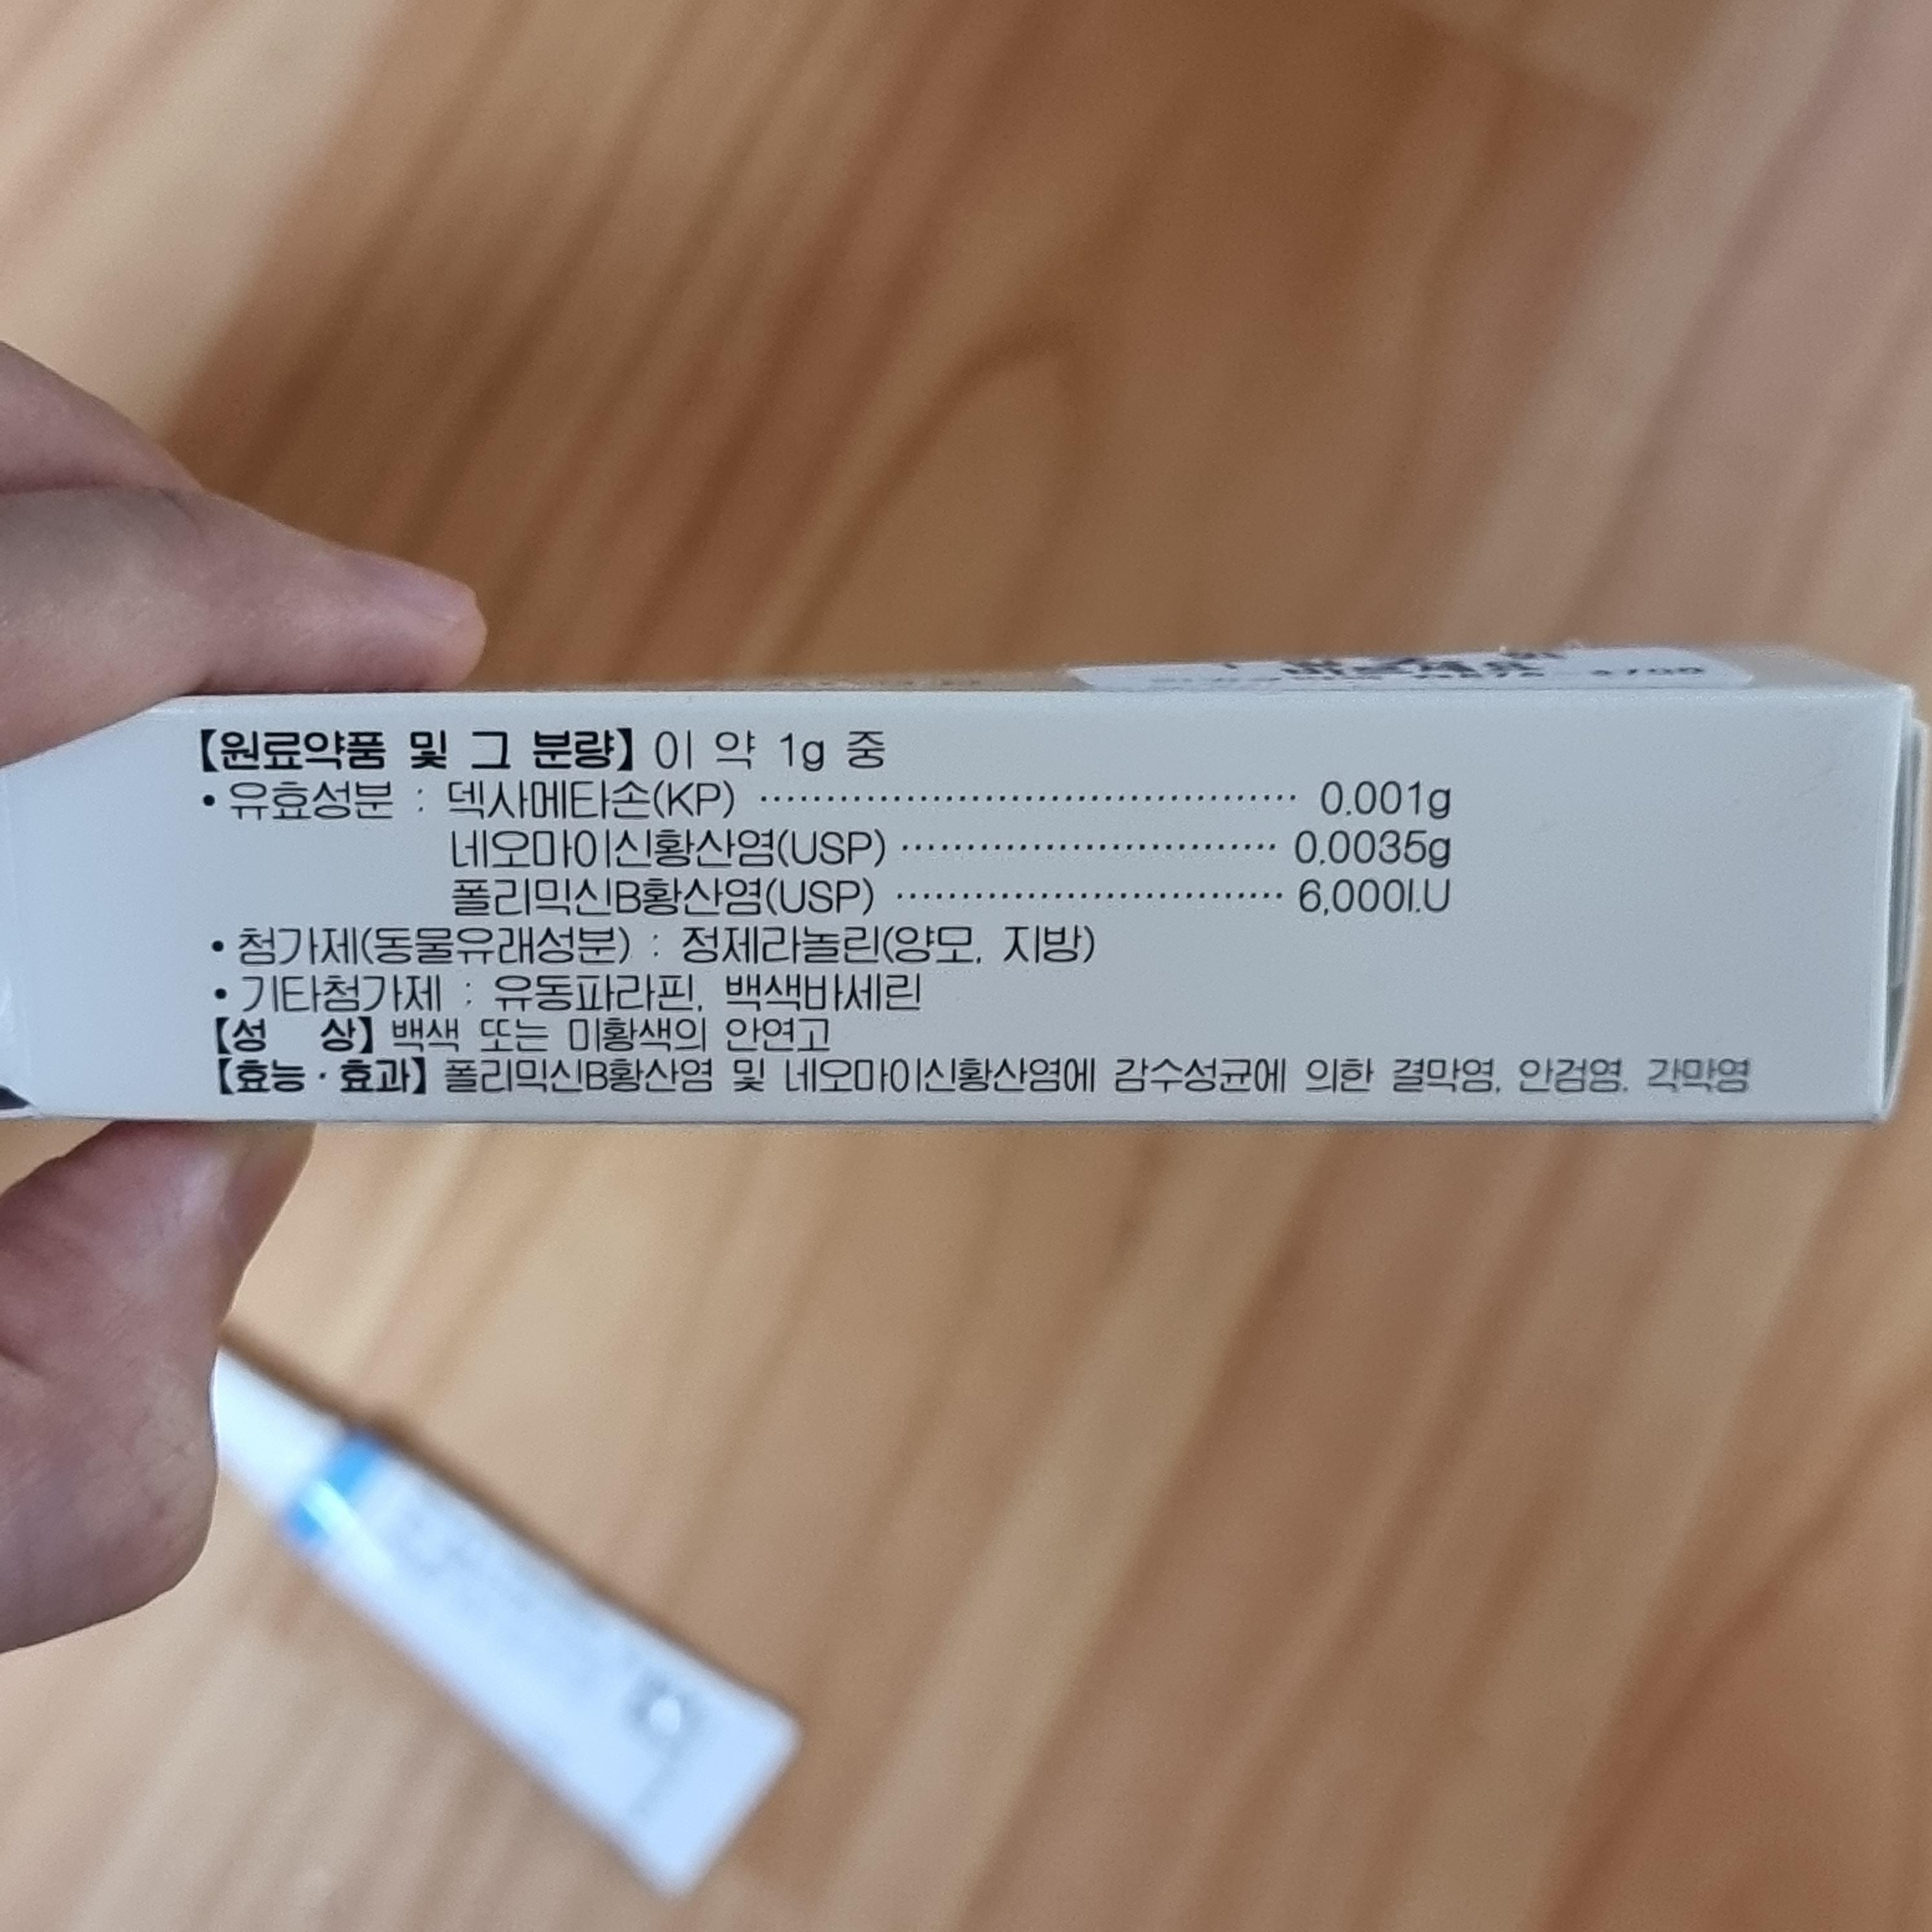 【원료약품 및 그 분량】 이 약 1g 중
• 유효성분 : 덱사메타손(KP) ········································ 0.001g
네오마이신황산염(USP) ···························· 0.0035g
폴리믹신B황산염(USP) ····························· 6,000I.U
• 첨가제(동물유래성분) : 정제라놀린(양모, 지방)
• 기타첨가제 : 유동파라핀, 백색바세린
【성 상】 백색 또는 미황색의 안연고
【효능·효과】 폴리믹신B황산염 및 네오마이신황산염에 감수성균에 의한 결막염, 안검염, 각막염